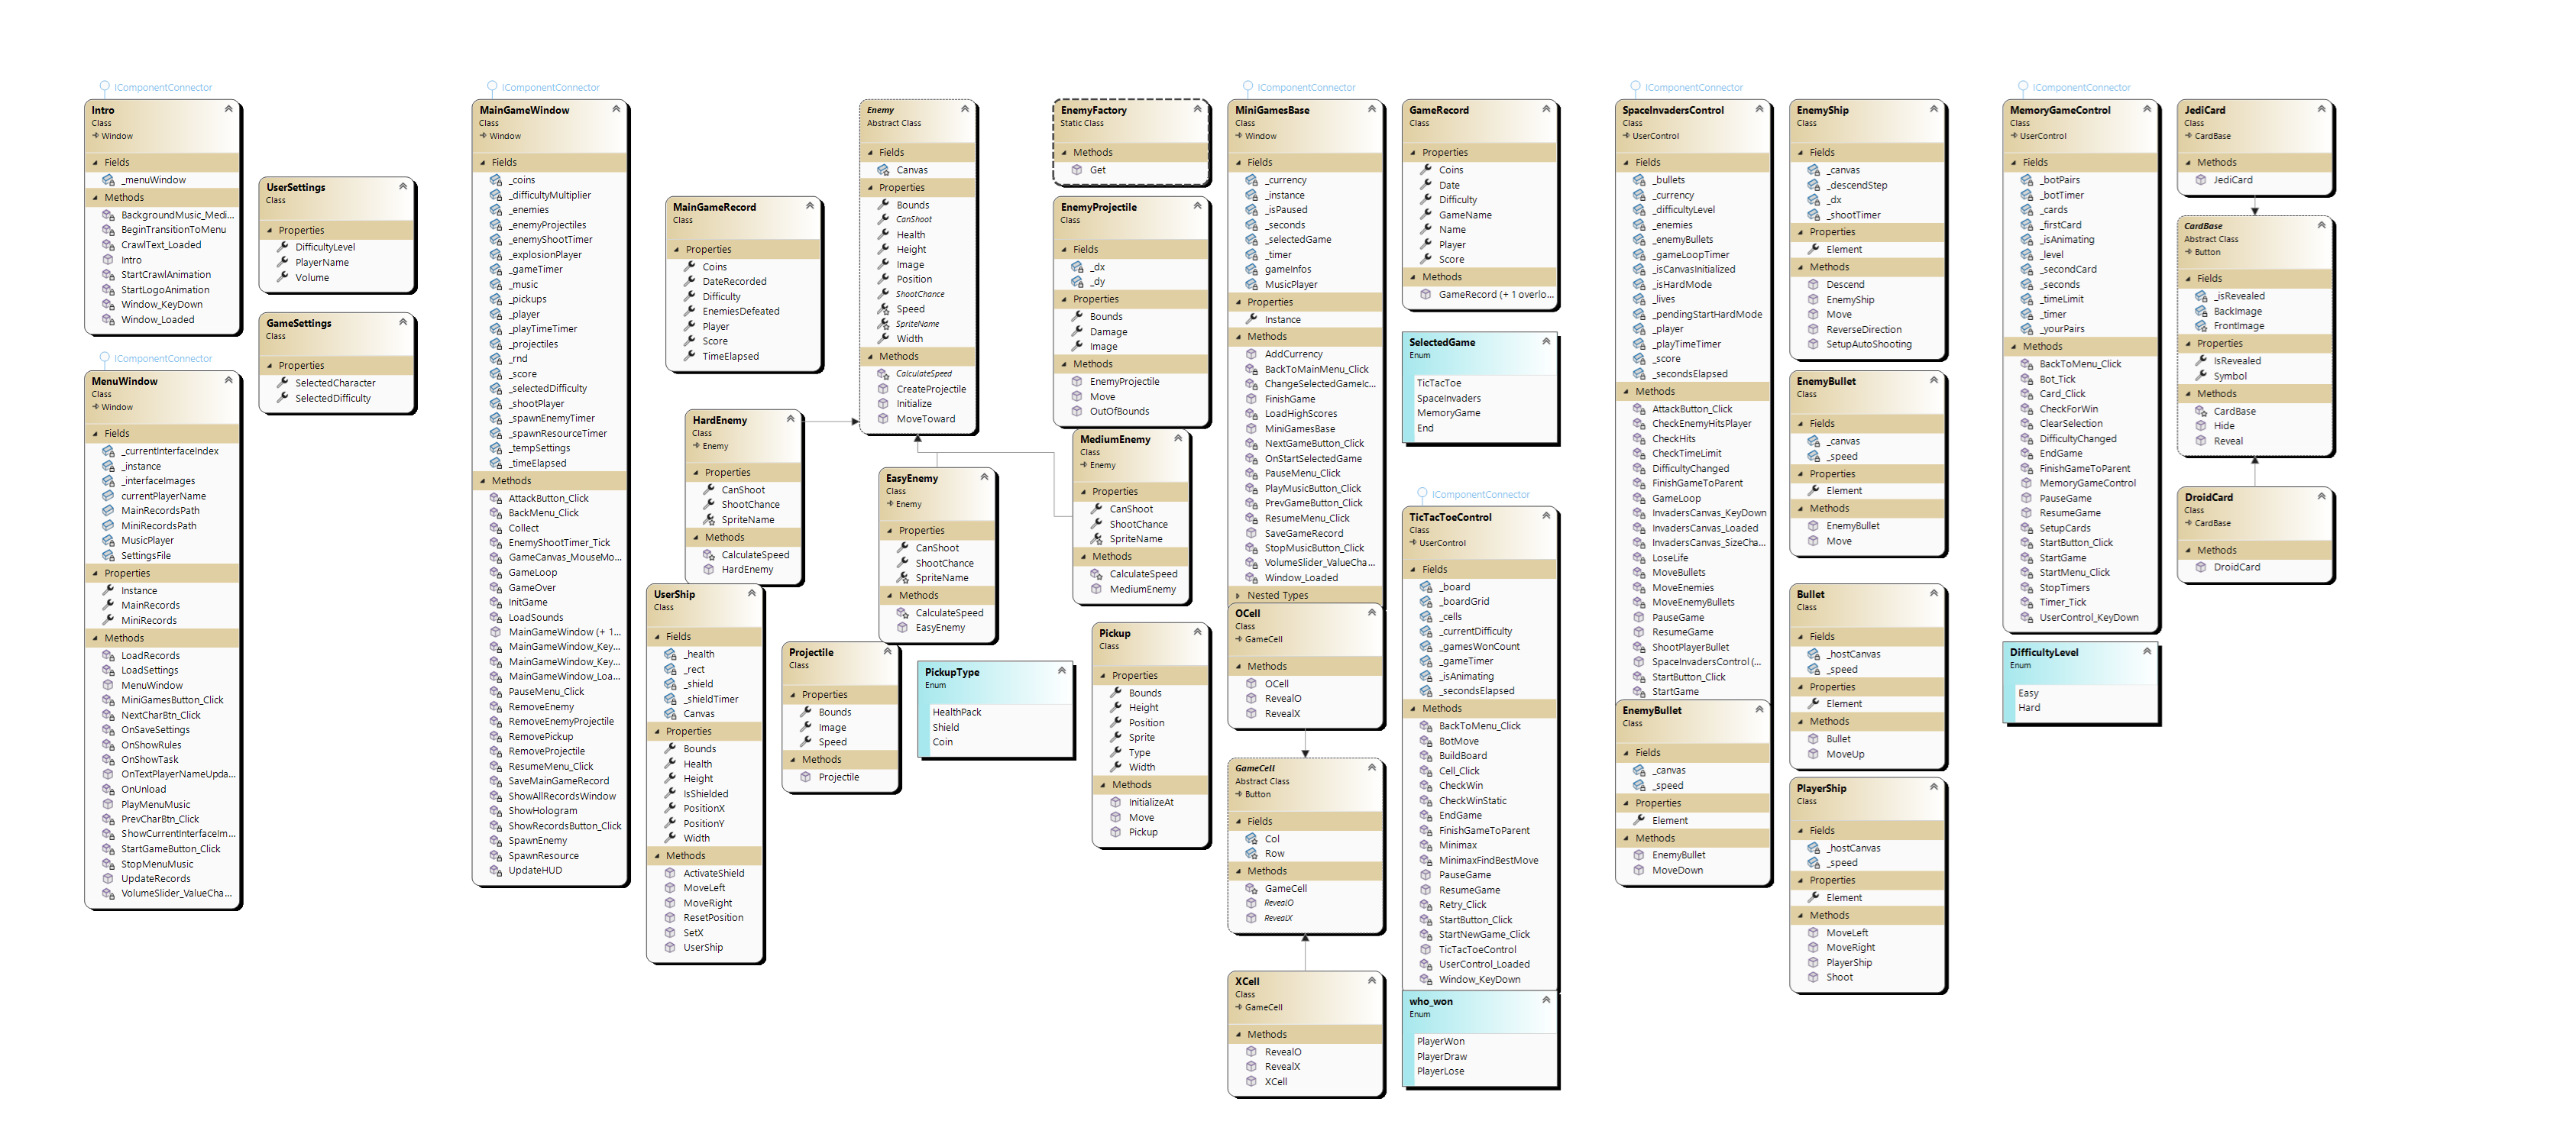 IComponentConnector
Intro
Class
Window
Fields
_menuWindow
Methods
BackgroundMusic_Medi...
BeginTransitionToMenu
CrawlText_Loaded
Intro
StartCrawlAnimation
StartLogoAnimation
Window_KeyDown
Window_Loaded
IComponentConnector
MenuWindow
Class
Window
Fields
_currentInterfaceIndex
_instance
_interfaceImages
currentPlayerName
MainRecordsPath
MiniRecordsPath
MusicPlayer
SettingsFile
Properties
Instance
MainRecords
MiniRecords
Methods
LoadRecords
LoadSettings
MenuWindow
MiniGamesButton_Click
NextCharBtn_Click
OnSaveSettings
OnShowRules
OnShowTask
OnTextPlayerNameUpda...
OnUnload
PlayMenuMusic
PrevCharBtn_Click
ShowCurrentInterfaceIm...
StartGameButton_Click
StopMenuMusic
UpdateRecords
VolumeSlider_ValueCha...
UserSettings
Class
Properties
DifficultyLevel
PlayerName
Volume
GameSettings
Class
Properties
SelectedCharacter
SelectedDifficulty
IComponentConnector
MainGameWindow
Class
Window
Fields
_coins
_difficultyMultiplier
_enemies
_enemyProjectiles
_enemyShootTimer
_explosionPlayer
_gameTimer
_music
_pickups
_player
_playTimeTimer
_projectiles
_rnd
_score
_selectedDifficulty
_shootPlayer
_spawnEnemyTimer
_spawnResourceTimer
_tempSettings
_timeElapsed
Methods
AttackButton_Click
BackMenu_Click
Collect
EnemyShootTimer_Tick
GameCanvas_MouseMo...
GameLoop
GameOver
InitGame
LoadSounds
MainGameWindow (+ 1...
MainGameWindow_Key...
MainGameWindow_Key...
MainGameWindow_Loa...
PauseMenu_Click
RemoveEnemy
RemoveEnemyProjectile
RemovePickup
RemoveProjectile
ResumeMenu_Click
SaveMainGameRecord
ShowAllRecordsWindow
ShowHologram
ShowRecordsButton_Click
SpawnEnemy
SpawnResource
UpdateHUD
MainGameRecord
Class
Properties
Coins
DateRecorded
Difficulty
EnemiesDefeated
Player
Score
TimeElapsed
HardEnemy
Class
Enemy
Properties
CanShoot
ShootChance
SpriteName
Methods
CalculateSpeed
HardEnemy
UserShip
Class
Fields
_health
_rect
_shield
_shieldTimer
Canvas
Properties
Bounds
Health
Height
IsShielded
PositionX
PositionY
Width
Methods
ActivateShield
MoveLeft
MoveRight
ResetPosition
SetX
UserShip
Projectile
Class
Properties
Bounds
Image
Speed
Methods
Projectile
Enemy
Abstract Class
Fields
Canvas
Properties
Bounds
CanShoot
Health
Height
Image
Position
ShootChance
Speed
SpriteName
Width
Methods
CalculateSpeed
CreateProjectile
Initialize
MoveToward
EasyEnemy
Class
Enemy
Properties
CanShoot
ShootChance
SpriteName
Methods
CalculateSpeed
EasyEnemy
PickupType
Enum
HealthPack
Shield
Coin
EnemyFactory
Static Class
Methods
Get
EnemyProjectile
Class
Fields
_dx
_dy
Properties
Bounds
Damage
Image
Methods
EnemyProjectile
Move
OutOfBounds
MediumEnemy
Class
Enemy
Properties
CanShoot
ShootChance
SpriteName
Methods
CalculateSpeed
MediumEnemy
Pickup
Class
Properties
Bounds
Height
Position
Sprite
Type
Width
Methods
InitializeAt
Move
Pickup
IComponentConnector
MiniGamesBase
Class
Window
Fields
_currency
_instance
_isPaused
_seconds
_selectedGame
_timer
gameInfos
MusicPlayer
Properties
Instance
Methods
AddCurrency
BackToMainMenu_Click
ChangeSelectedGameIc...
FinishGame
LoadHighScores
MiniGamesBase
NextGameButton_Click
OnStartSelectedGame
PauseMenu_Click
PlayMusicButton_Click
PrevGameButton_Click
ResumeMenu_Click
SaveGameRecord
StopMusicButton_Click
VolumeSlider_ValueCha...
Window_Loaded
Nested Types
OCell
Class
GameCell
Methods
OCell
RevealO
RevealX
GameCell
Abstract Class
Button
Fields
Col
Row
Methods
GameCell
RevealO
RevealX
XCell
Class
GameCell
Methods
RevealO
RevealX
XCell
GameRecord
Class
Properties
Coins
Date
Difficulty
GameName
Name
Player
Score
Methods
GameRecord (+ 1 overlo...
SelectedGame
Enum
TicTacToe
SpaceInvaders
MemoryGame
End
IComponentConnector
TicTacToeControl
Class
UserControl
Fields
_board
_boardGrid
_cells
_currentDifficulty
_gamesWonCount
_gameTimer
_isAnimating
_secondsElapsed
Methods
BackToMenu_Click
BotMove
BuildBoard
Cell_Click
CheckWin
CheckWinStatic
EndGame
FinishGameToParent
Minimax
MinimaxFindBestMove
PauseGame
ResumeGame
Retry_Click
StartButton_Click
StartNewGame_Click
TicTacToeControl
UserControl_Loaded
Window_KeyDown
who_won
Enum
PlayerWon
PlayerDraw
PlayerLose
IComponentConnector
SpaceInvadersControl
Class
UserControl
Fields
_bullets
_currency
_difficultyLevel
_enemies
_enemyBullets
_gameLoopTimer
_isCanvasInitialized
_isHardMode
_lives
_pendingStartHardMode
_player
_playTimeTimer
_score
_secondsElapsed
Methods
AttackButton_Click
CheckEnemyHitsPlayer
CheckHits
CheckTimeLimit
DifficultyChanged
FinishGameToParent
GameLoop
InvadersCanvas_KeyDown
InvadersCanvas_Loaded
InvadersCanvas_SizeCha...
LoseLife
MoveBullets
MoveEnemies
MoveEnemyBullets
PauseGame
ResumeGame
ShootPlayerBullet
SpaceInvadersControl (...
StartButton_Click
StartGame
EnemyBullet
Class
Fields
_canvas
_speed
Properties
Element
Methods
EnemyBullet
MoveDown
EnemyShip
Class
Fields
_canvas
_descendStep
_dx
_shootTimer
Properties
Element
Methods
Descend
EnemyShip
Move
ReverseDirection
SetupAutoShooting
EnemyBullet
Class
Fields
_canvas
_speed
Properties
Element
Methods
EnemyBullet
Move
Bullet
Class
Fields
_hostCanvas
_speed
Properties
Element
Methods
Bullet
MoveUp
PlayerShip
Class
Fields
_hostCanvas
_speed
Properties
Element
Methods
MoveLeft
MoveRight
PlayerShip
Shoot
IComponentConnector
MemoryGameControl
Class
UserControl
Fields
_botPairs
_botTimer
_cards
_firstCard
_isAnimating
_level
_secondCard
_seconds
_timeLimit
_timer
_yourPairs
Methods
BackToMenu_Click
Bot_Tick
Card_Click
CheckForWin
ClearSelection
DifficultyChanged
EndGame
FinishGameToParent
MemoryGameControl
PauseGame
ResumeGame
SetupCards
StartButton_Click
StartGame
StartMenu_Click
StopTimers
Timer_Tick
UserControl_KeyDown
DifficultyLevel
Enum
Easy
Hard
JediCard
Class
CardBase
Methods
JediCard
CardBase
Abstract Class
Button
Fields
_isRevealed
BackImage
FrontImage
Properties
IsRevealed
Symbol
Methods
CardBase
Hide
Reveal
DroidCard
Class
CardBase
Methods
DroidCard